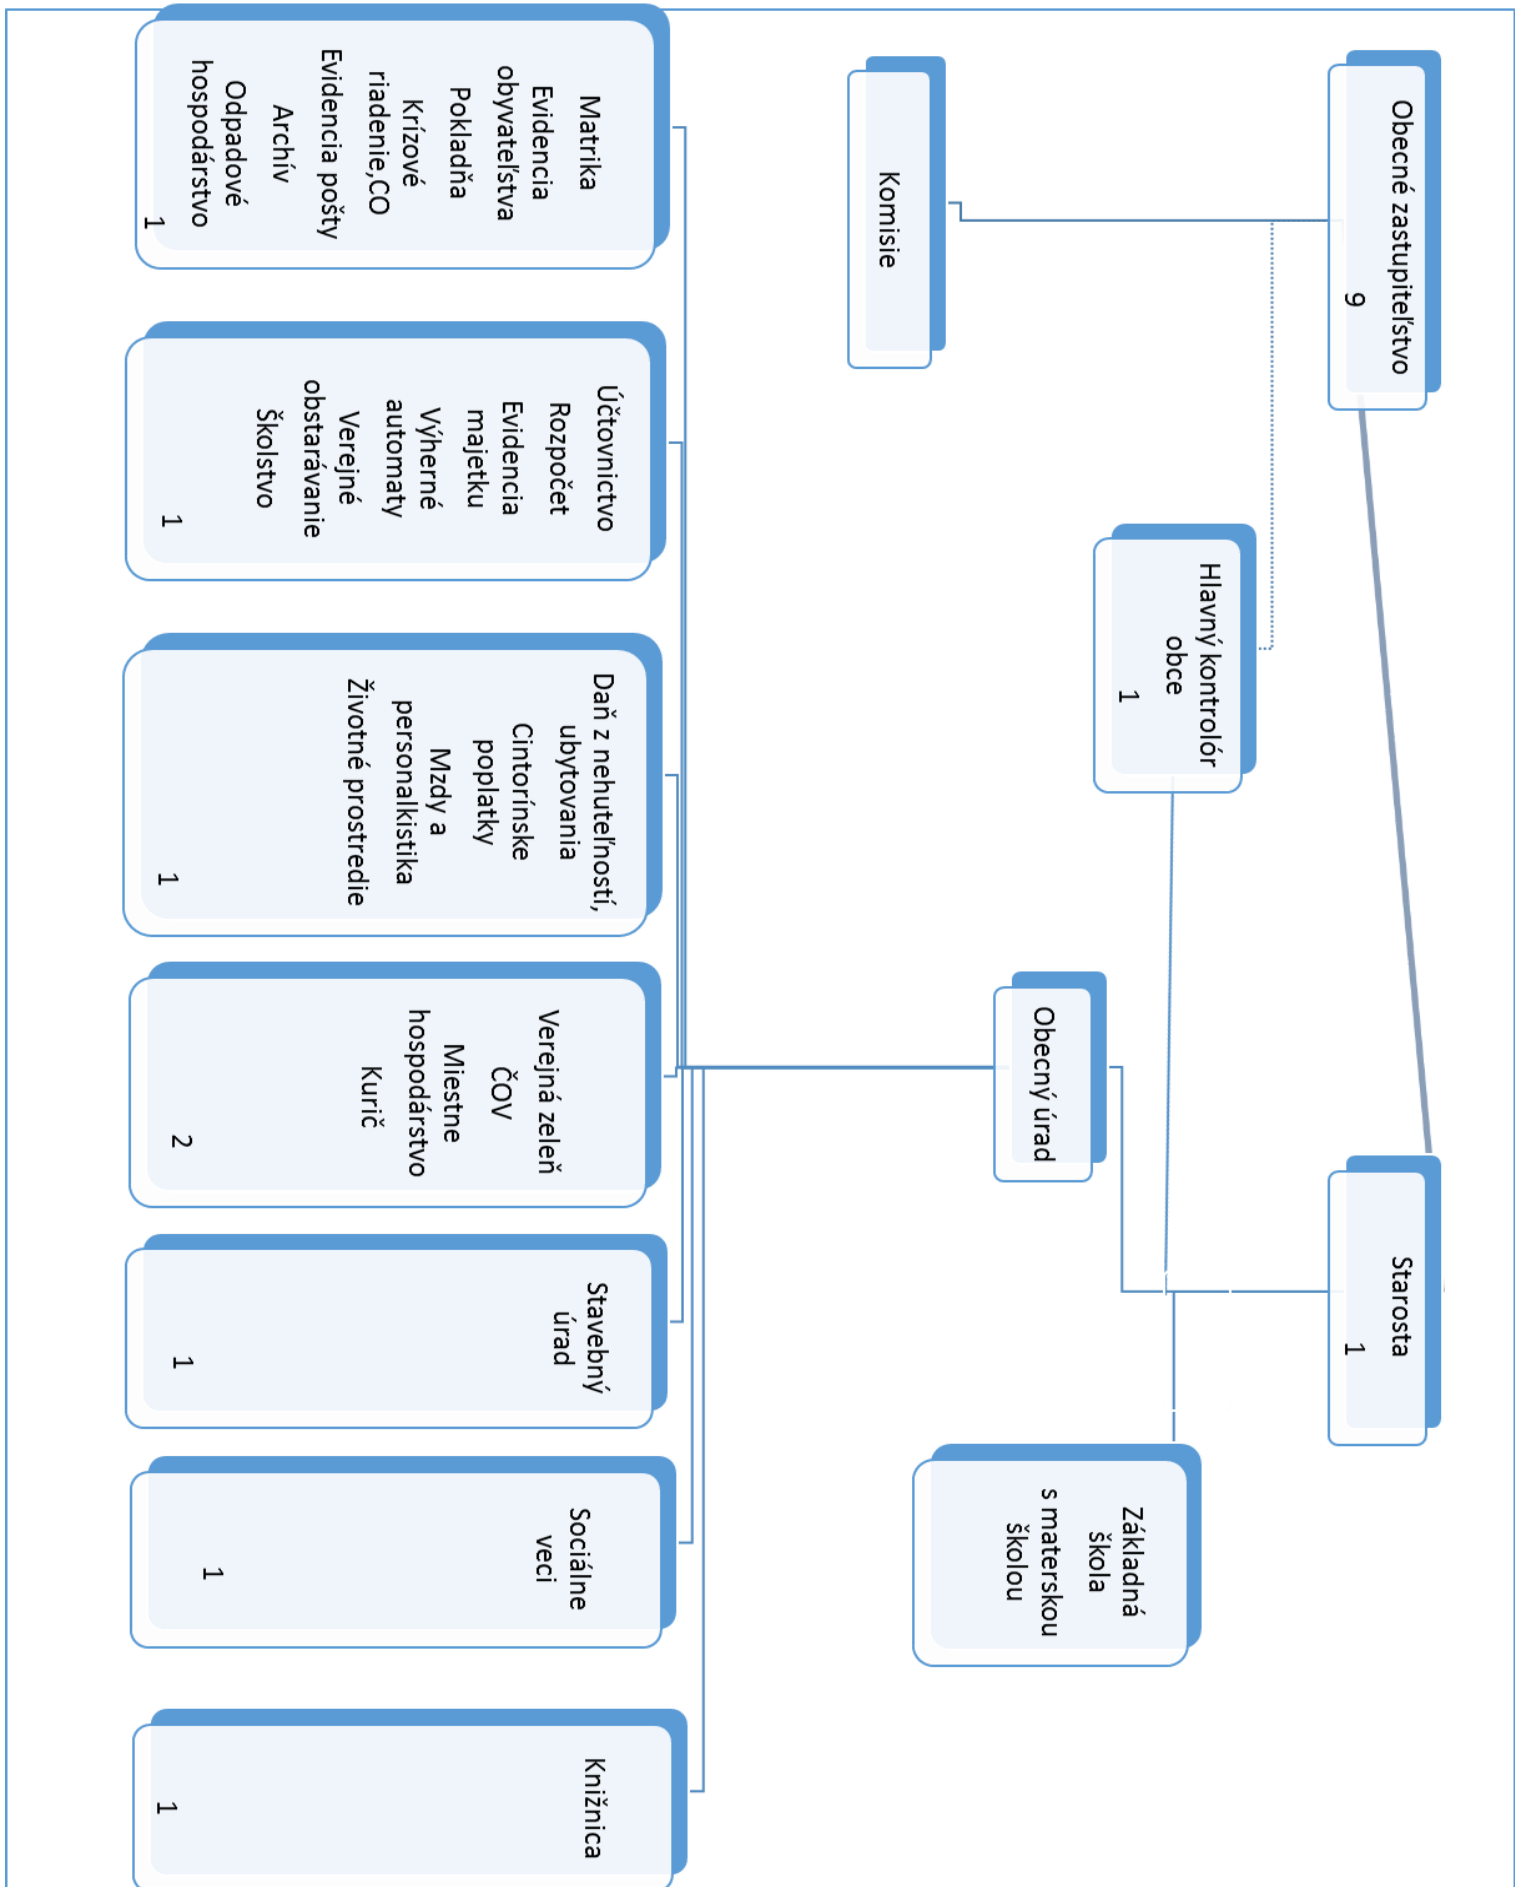 Obecné zastupiteľstvo
9
Starosta
1
Hlavný kontrolór
obce
1
Základná
škola
s materskou
školou
Obecný úrad
Komisie
Matrika
Evidencia
obyvateľstva
Pokladňa
Krízové
riadenie,CO
Evidencia pošty
Archív
Odpadové
hospodárstvo
1
Účtovnictvo
Rozpočet
Evidencia
majetku
Výherné
automaty
Verejné
obstarávanie
Školstvo
1
Daň z nehuteľností,
ubytovania
Cintorínske
poplatky
Mzdy a
personalkistika
Životné prostredie
1
Verejná zeleň
ČOV
Miestne
hospodárstvo
Kurič
2
Stavebný
úrad
1
Sociálne
veci
1
Knižnica
1